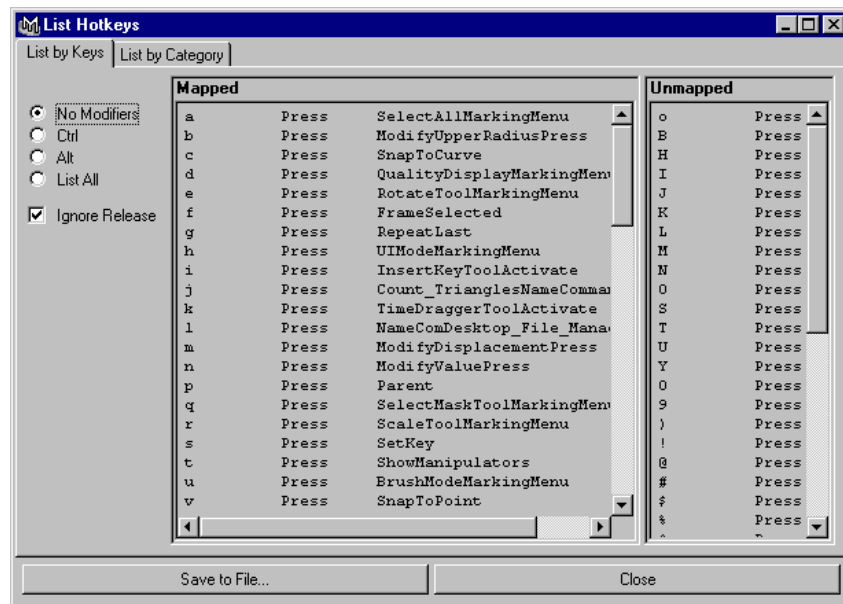 List Hotkeys
List by Keys List by Category
Mapped Unmapped
No Modifiers
Ctrl
Alt
List All
Ignore Release
a Press SelectAllMarkingMenu
b Press ModifyUpperRadiusPress
c Press SnapToCurve
d Press QualityDisplayMarkingMenu
e Press RotateToolMarkingMenu
f Press FrameSelected
g Press RepeatLast
h Press UIModeMarkingMenu
i Press InsertKeyToolActivate
j Press Count_TrianglesNameComman
k Press TimeDraggerToolActivate
l Press NameComDesktop_File_Mana
m Press ModifyDisplacementPress
n Press ModifyValuePress
p Press Parent
q Press SelectMaskToolMarkingMenu
r Press ScaleToolMarkingMenu
s Press SetKey
t Press ShowManipulators
u Press BrushModeMarkingMenu
v Press SnapToPoint
o Press
B Press
H Press
I Press
J Press
K Press
L Press
M Press
N Press
O Press
S Press
T Press
U Press
Y Press
0 Press
9 Press
) Press
! Press
@ Press
# Press
$ Press
% Press
Save to File... Close